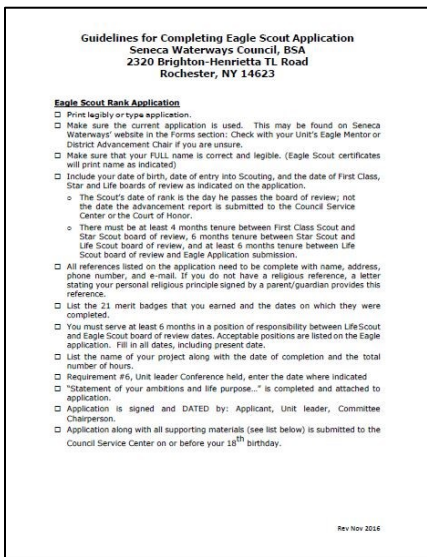 Guidelines for Completing Eagle Scout Application
Seneca Waterways Council, BSA
2320 Brighton-Henrietta TL Road
Rochester, NY 14623
Eagle Scout Rank Application
□ Print legibly or type application.
□ Make sure the current application is used. This may be found on Seneca
Waterways' website in the Forms section: Check with your Unit's Eagle Mentor or
District Advancement Chair if you are unsure.
□ Make sure that your FULL name is correct and legible. (Eagle Scout certificates
will print name as indicated)
□ Include your date of birth, date of entry into Scouting, and the date of First Class,
Star and Life boards of review as indicated on the application.
o The Scout's date of rank is the day he passes the board of review; not
the date the advancement report is submitted to the Council Service
Center or the Court of Honor.
o There must be at least 4 months tenure between First Class Scout and
Star Scout board of review, 6 months tenure between Star Scout and
Life Scout board of review, and at least 6 months tenure between Life
Scout board of review and Eagle Application submission.
□ All references listed on the application need to be complete with name, address,
phone number, and e-mail. If you do not have a religious reference, a letter
stating your personal religious principle signed by a parent/guardian provides this
reference.
□ List the 21 merit badges that you earned and the dates on which they were
completed.
□ You must serve at least 6 months in a position of responsibility between Life Scout
and Eagle Scout board of review dates. Acceptable positions are listed on the Eagle
application. Fill in all dates, including present date.
□ List the name of your project along with the date of completion and the total
number of hours.
□ Requirement #6, Unit leader Conference held, enter the date where indicated
□ "Statement of your ambitions and life purpose..." is completed and attached to
application.
□ Application is signed and DATED by: Applicant, Unit leader, Committee
Chairperson.
□ Application along with all supporting materials (see list below) is submitted to the
Council Service Center on or before your 18th birthday.
Rev Nov 2016